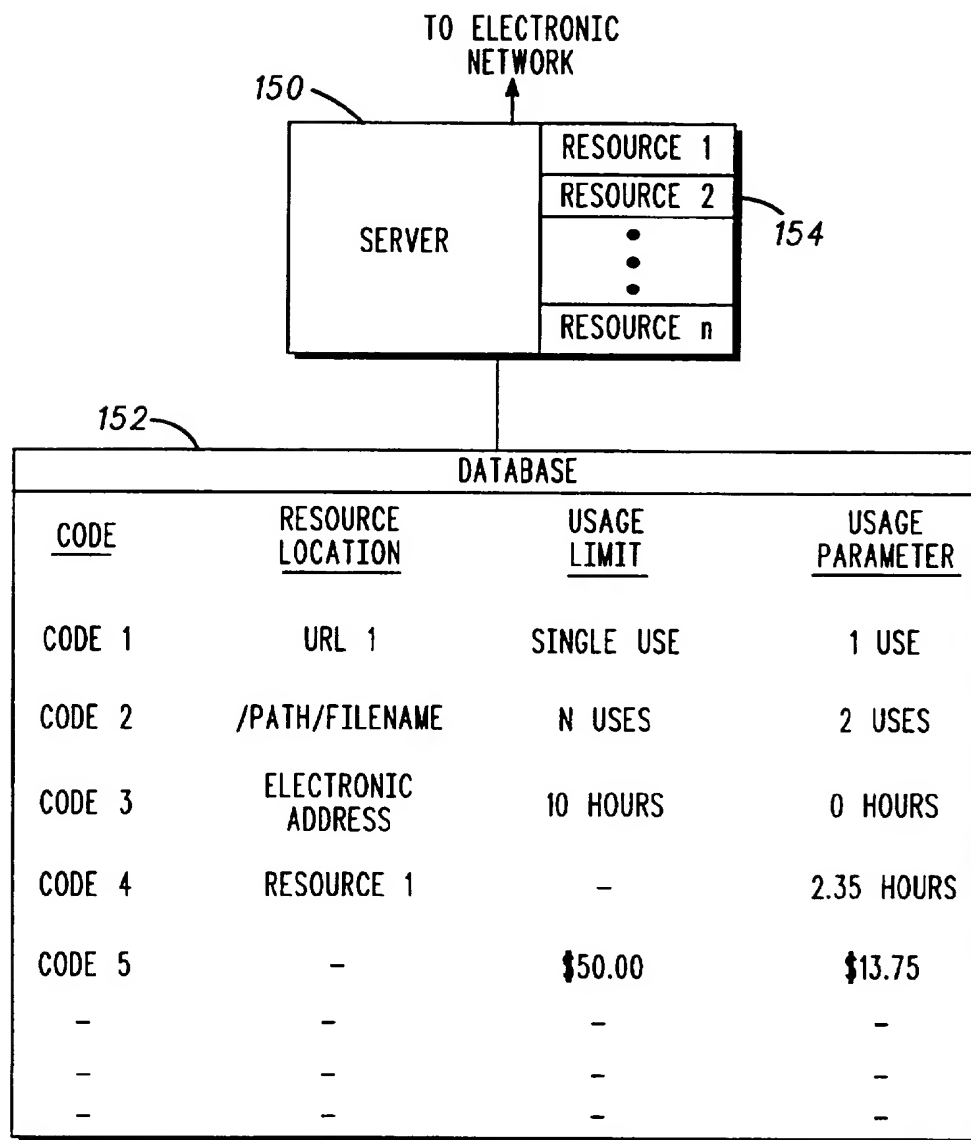 TO ELECTRONIC
NETWORK
150
SERVER
RESOURCE 1
RESOURCE 2
RESOURCE n
154
152
DATABASE
CODE RESOURCE LOCATION USAGE LIMIT USAGE PARAMETER
CODE 1 URL 1 SINGLE USE 1 USE
CODE 2 /PATH/FILENAME N USES 2 USES
CODE 3 ELECTRONIC ADDRESS 10 HOURS 0 HOURS
CODE 4 RESOURCE 1 – 2.35 HOURS
CODE 5 – $50.00 $13.75
– – – –
– – – –
– – – –